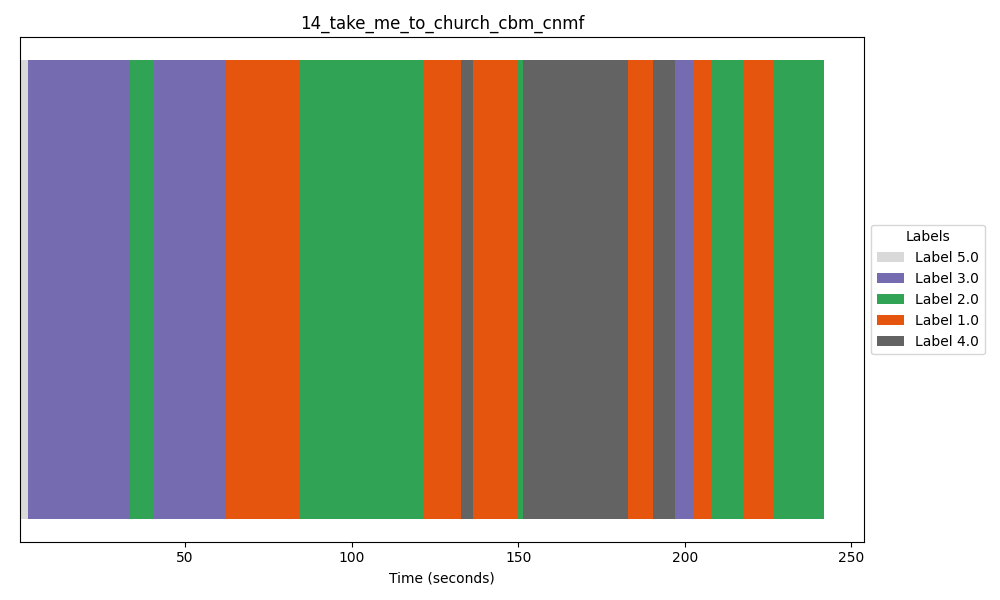 14_take_me_to_church_cbm_cnmf
Labels
Label 5.0
Label 3.0
Label 2.0
Label 1.0
Label 4.0
50
100
150
200
250
Time (seconds)